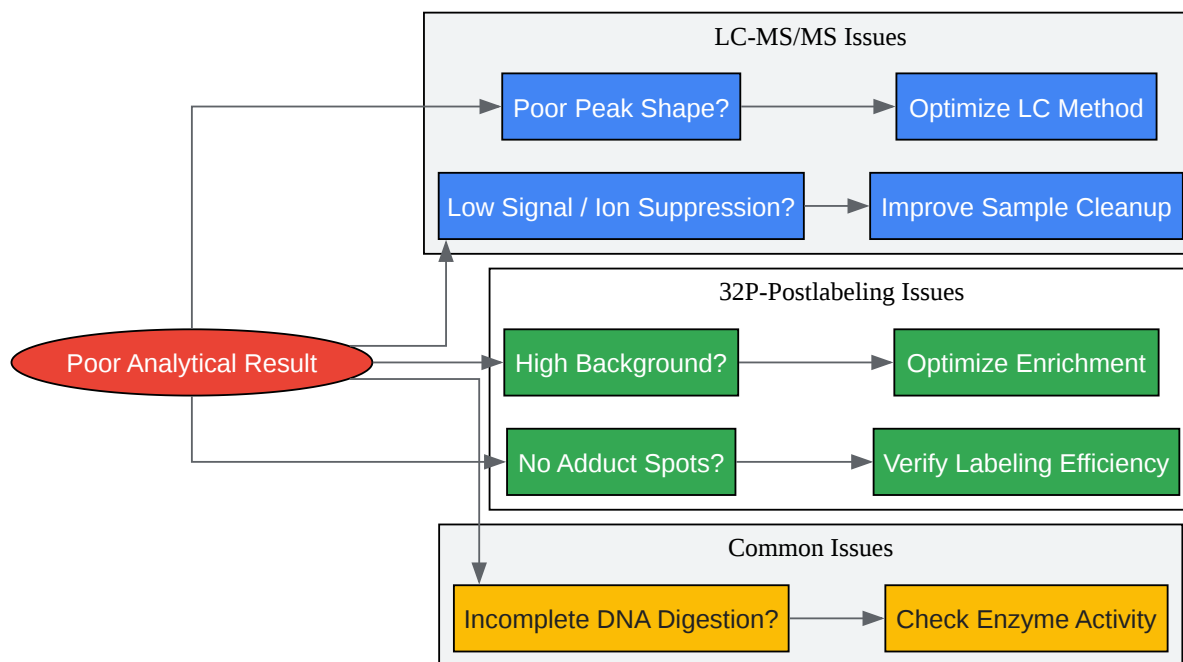 LC-MS/MS Issues
Poor Peak Shape?
Optimize LC Method
Low Signal / Ion Suppression?
Improve Sample Cleanup
32P-Postlabeling Issues
Poor Analytical Result
High Background?
Optimize Enrichment
No Adduct Spots?
Verify Labeling Efficiency
Common Issues
Incomplete DNA Digestion?
Check Enzyme Activity